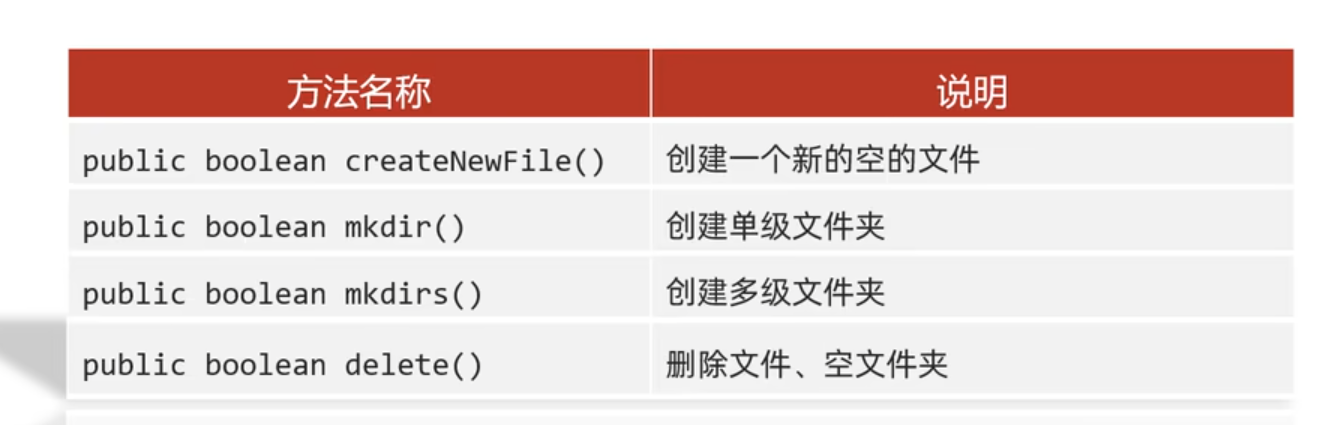 方法名称 说明
public boolean createNewFile() 创建一个新的空的文件
public boolean mkdir() 创建单级文件夹
public boolean mkdirs() 创建多级文件夹
public boolean delete() 删除文件、空文件夹